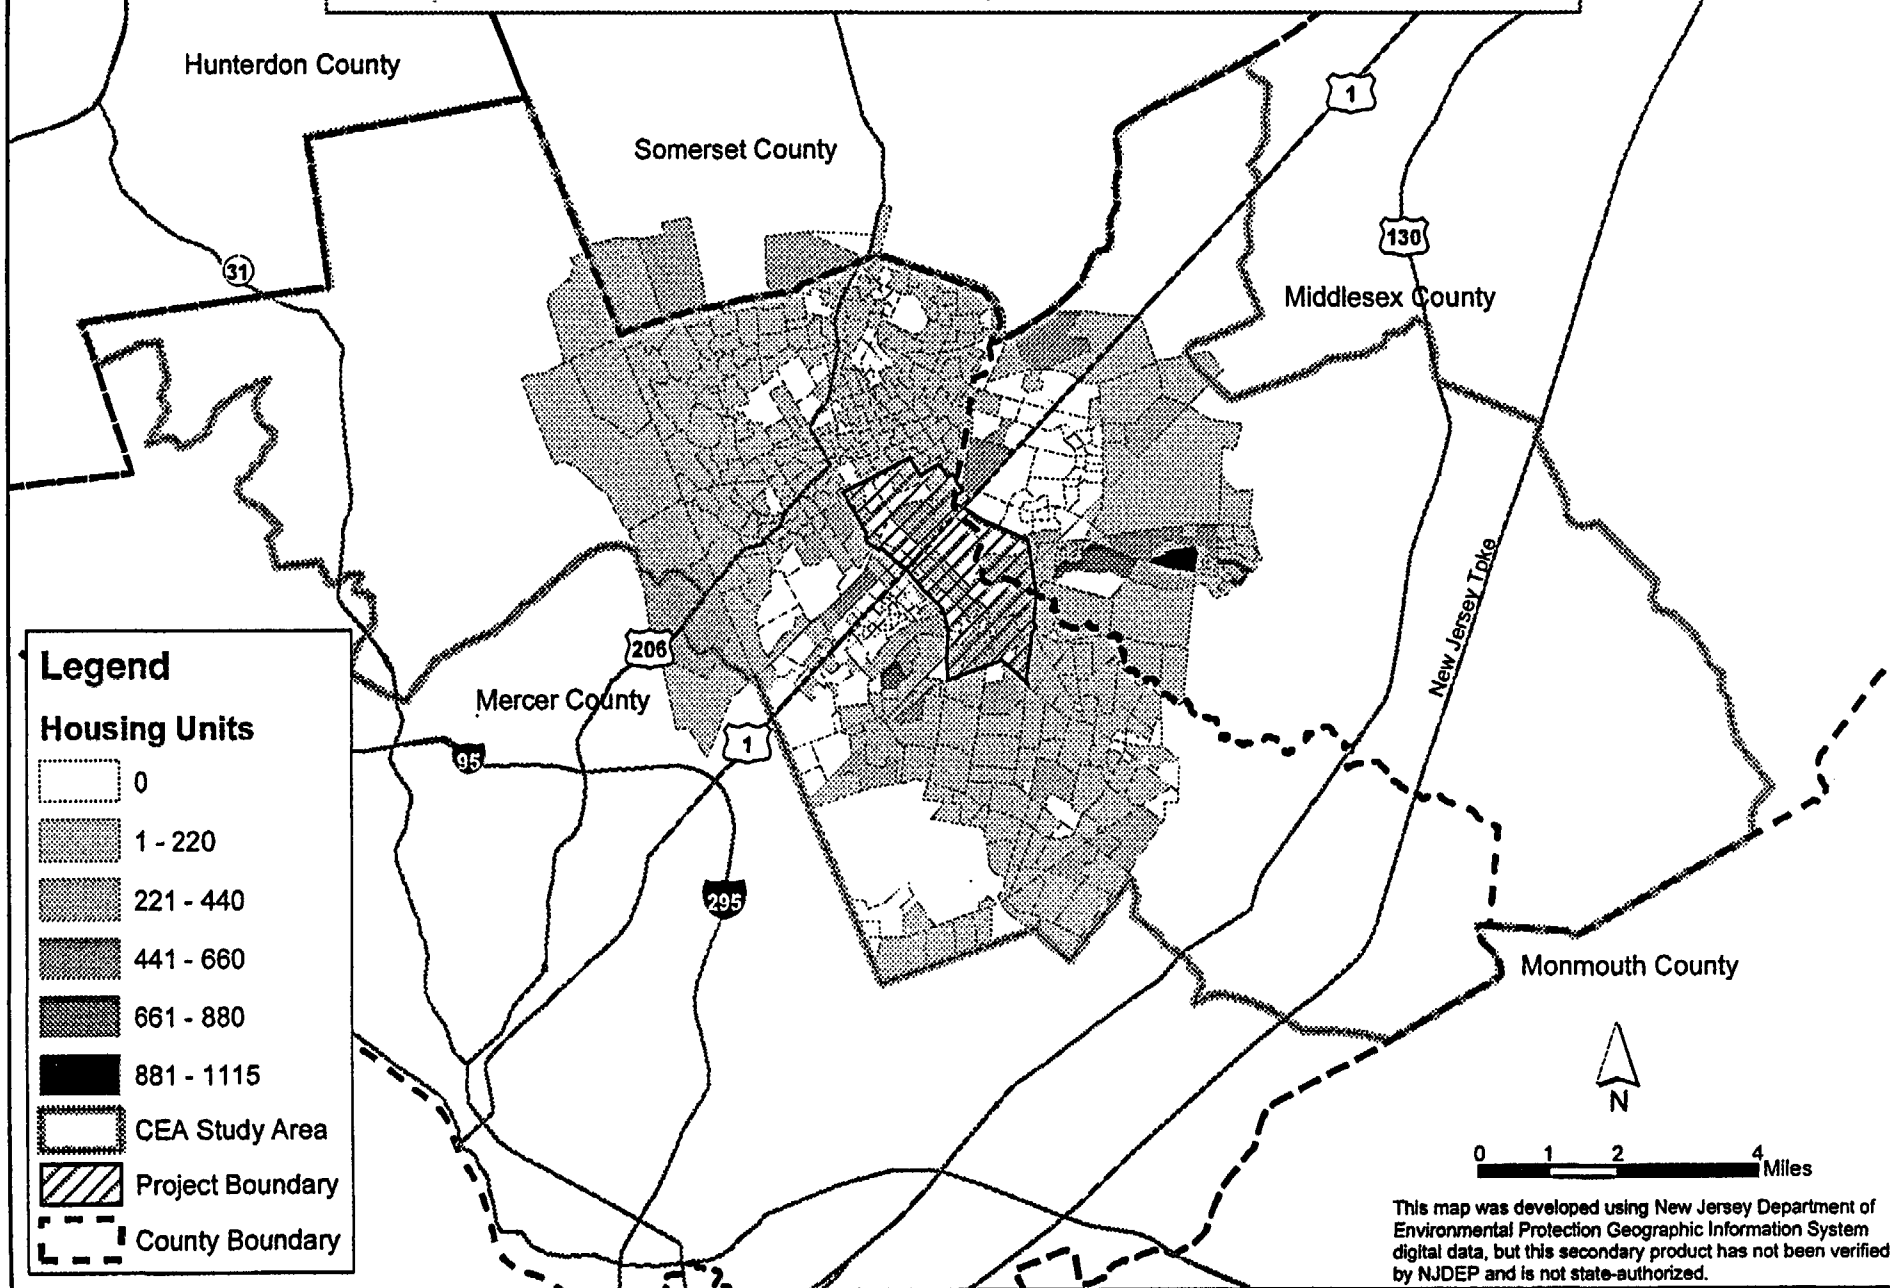 Hunterdon County
Somerset County
1
130
31
Middlesex County
New Jersey Tpke
206
Mercer County
1
95
295
Monmouth County
Legend
Housing Units
0
1 - 220
221 - 440
441 - 660
661 - 880
881 - 1115
CEA Study Area
Project Boundary
County Boundary
N
0 1 2 4
Miles
This map was developed using New Jersey Department of
Environmental Protection Geographic Information System
digital data, but this secondary product has not been verified
by NJDEP and is not state-authorized.